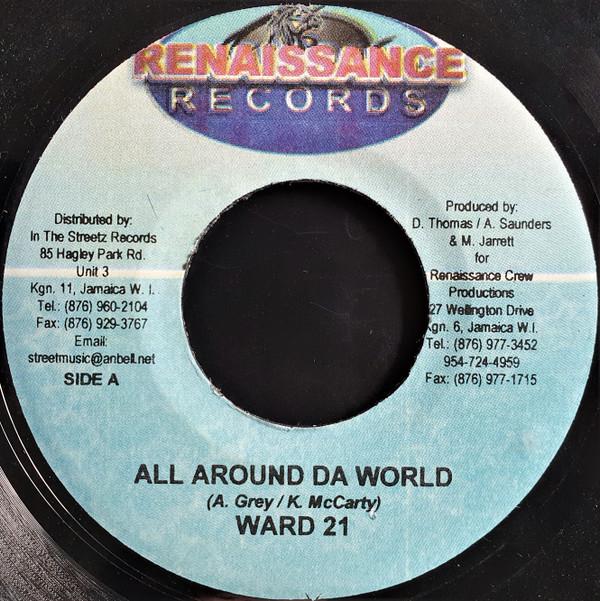 RENAISSANCE
RECORDS
Distributed by:
In The Streetz Records
85 Hagley Park Rd.
Unit 3
Kgn. 11, Jamaica W. I.
Tel.: (876) 960-2104
Fax: (876) 929-3767
Email:
streetmusic@anbell.net
SIDE A
Produced by:
D. Thomas / A. Saunders
& M. Jarrett
for
Renaissance Crew
Productions
27 Wellington Drive
Kgn. 6, Jamaica W.I.
Tel.: (876) 977-3452
954-724-4959
Fax: (876) 977-1715
ALL AROUND DA WORLD
(A. Grey / K. McCarty)
WARD 21